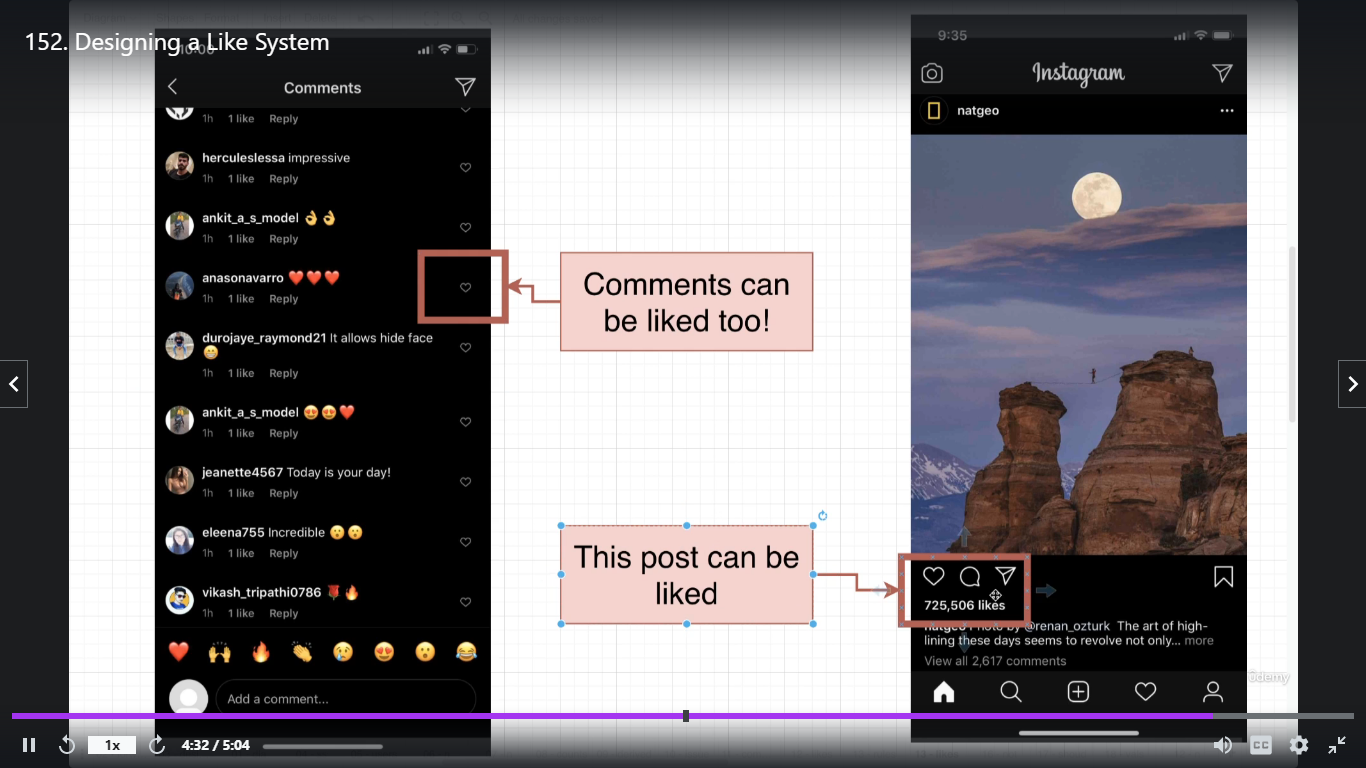 152. Designing a Like System
10:00
Comments
1h 1 like Reply
herculeslessa impressive
1h 1 like Reply
ankit_a_s_model 👌👌
1h 1 like Reply
anasonavarro ❤️❤️❤️
1h 1 like Reply
durojaye_raymond21 It allows hide face
😁
1h 1 like Reply
ankit_a_s_model 😍😍❤️
1h 1 like Reply
jeanette4567 Today is your day!
1h 1 like Reply
eleena755 Incredible 😮😮
1h 1 like Reply
vikash_tripathi0786 🌹🔥
1h 1 like Reply
❤️ 🙌 🔥 👏 😢 😍 😮 😂
Add a comment...
Comments can
be liked too!
This post can be
liked
9:35
Instagram
natgeo
725,506 likes
natgeo Photo by @renan_ozturk The art of high-
lining these days seems to revolve not only... more
View all 2,617 comments
ûdemy
1x
4:32 / 5:04
CC